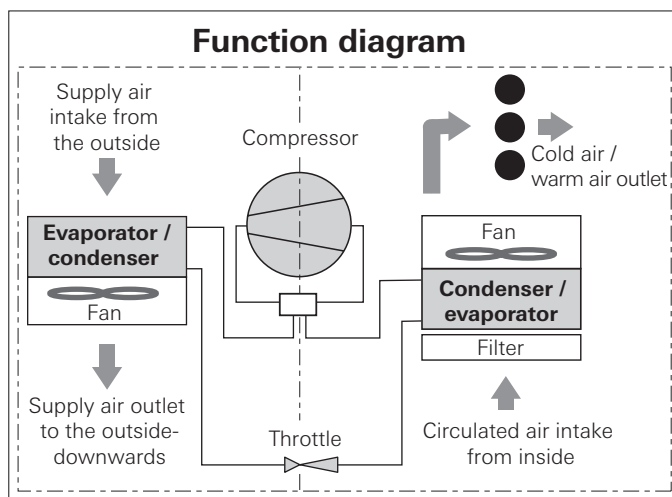 Function diagram
Supply air
intake from
the outside
Compressor
Cold air /
warm air outlet
Evaporator /
condenser
Fan
Fan
Condenser /
evaporator
Filter
Supply air outlet
to the outside-
downwards
Throttle
Circulated air intake
from inside